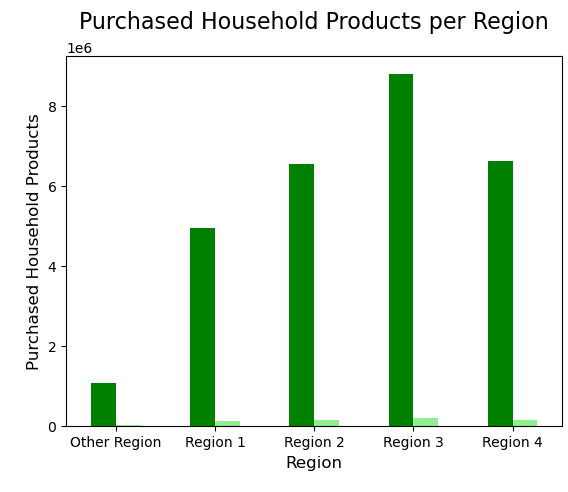 Purchased Household Products per Region
1e6
8
6
4
2
0
Purchased Household Products
Other Region Region 1 Region 2 Region 3 Region 4
Region